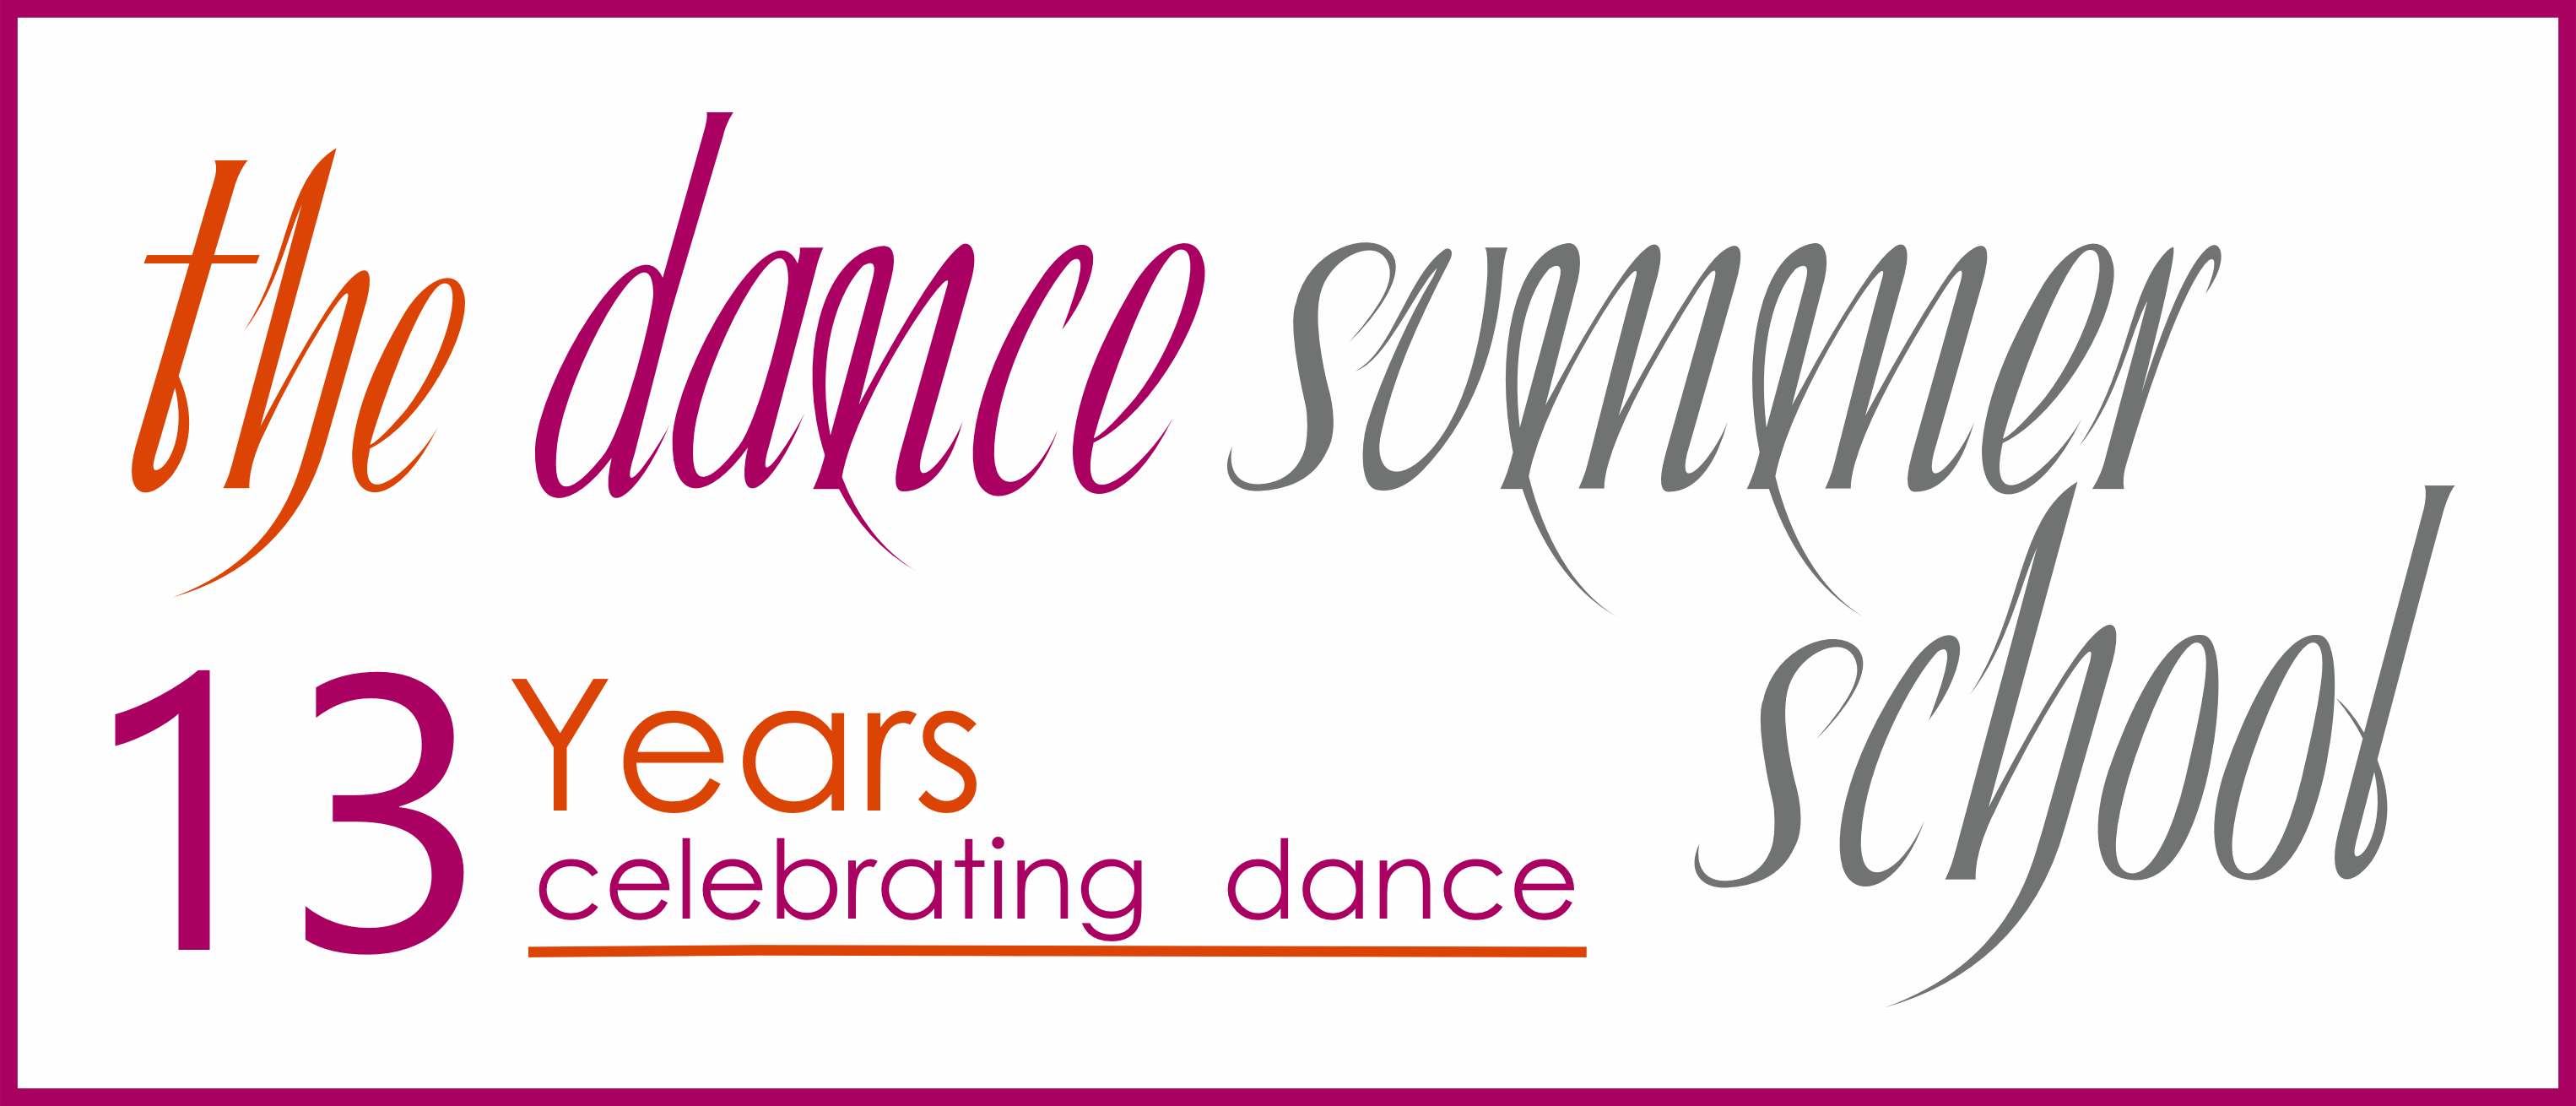 the dance summer
school
13 Years
celebrating dance